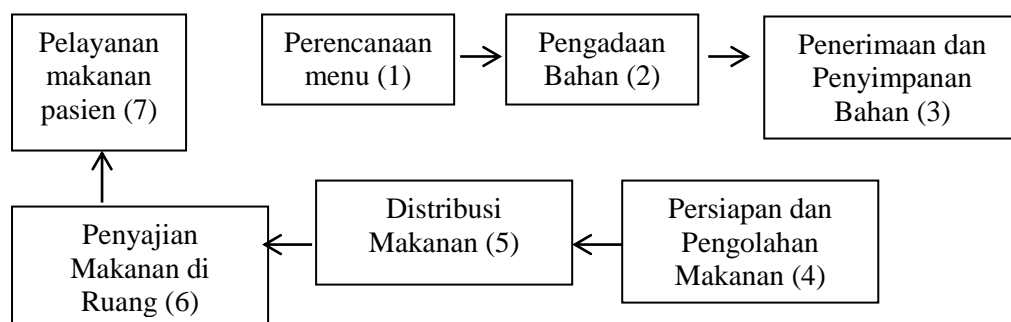 Pelayanan
makanan
pasien (7)
Perencanaan
menu (1)
Pengadaan
Bahan (2)
Penerimaan dan
Penyimpanan
Bahan (3)
Penyajian
Makanan di
Ruang (6)
Distribusi
Makanan (5)
Persiapan dan
Pengolahan
Makanan (4)